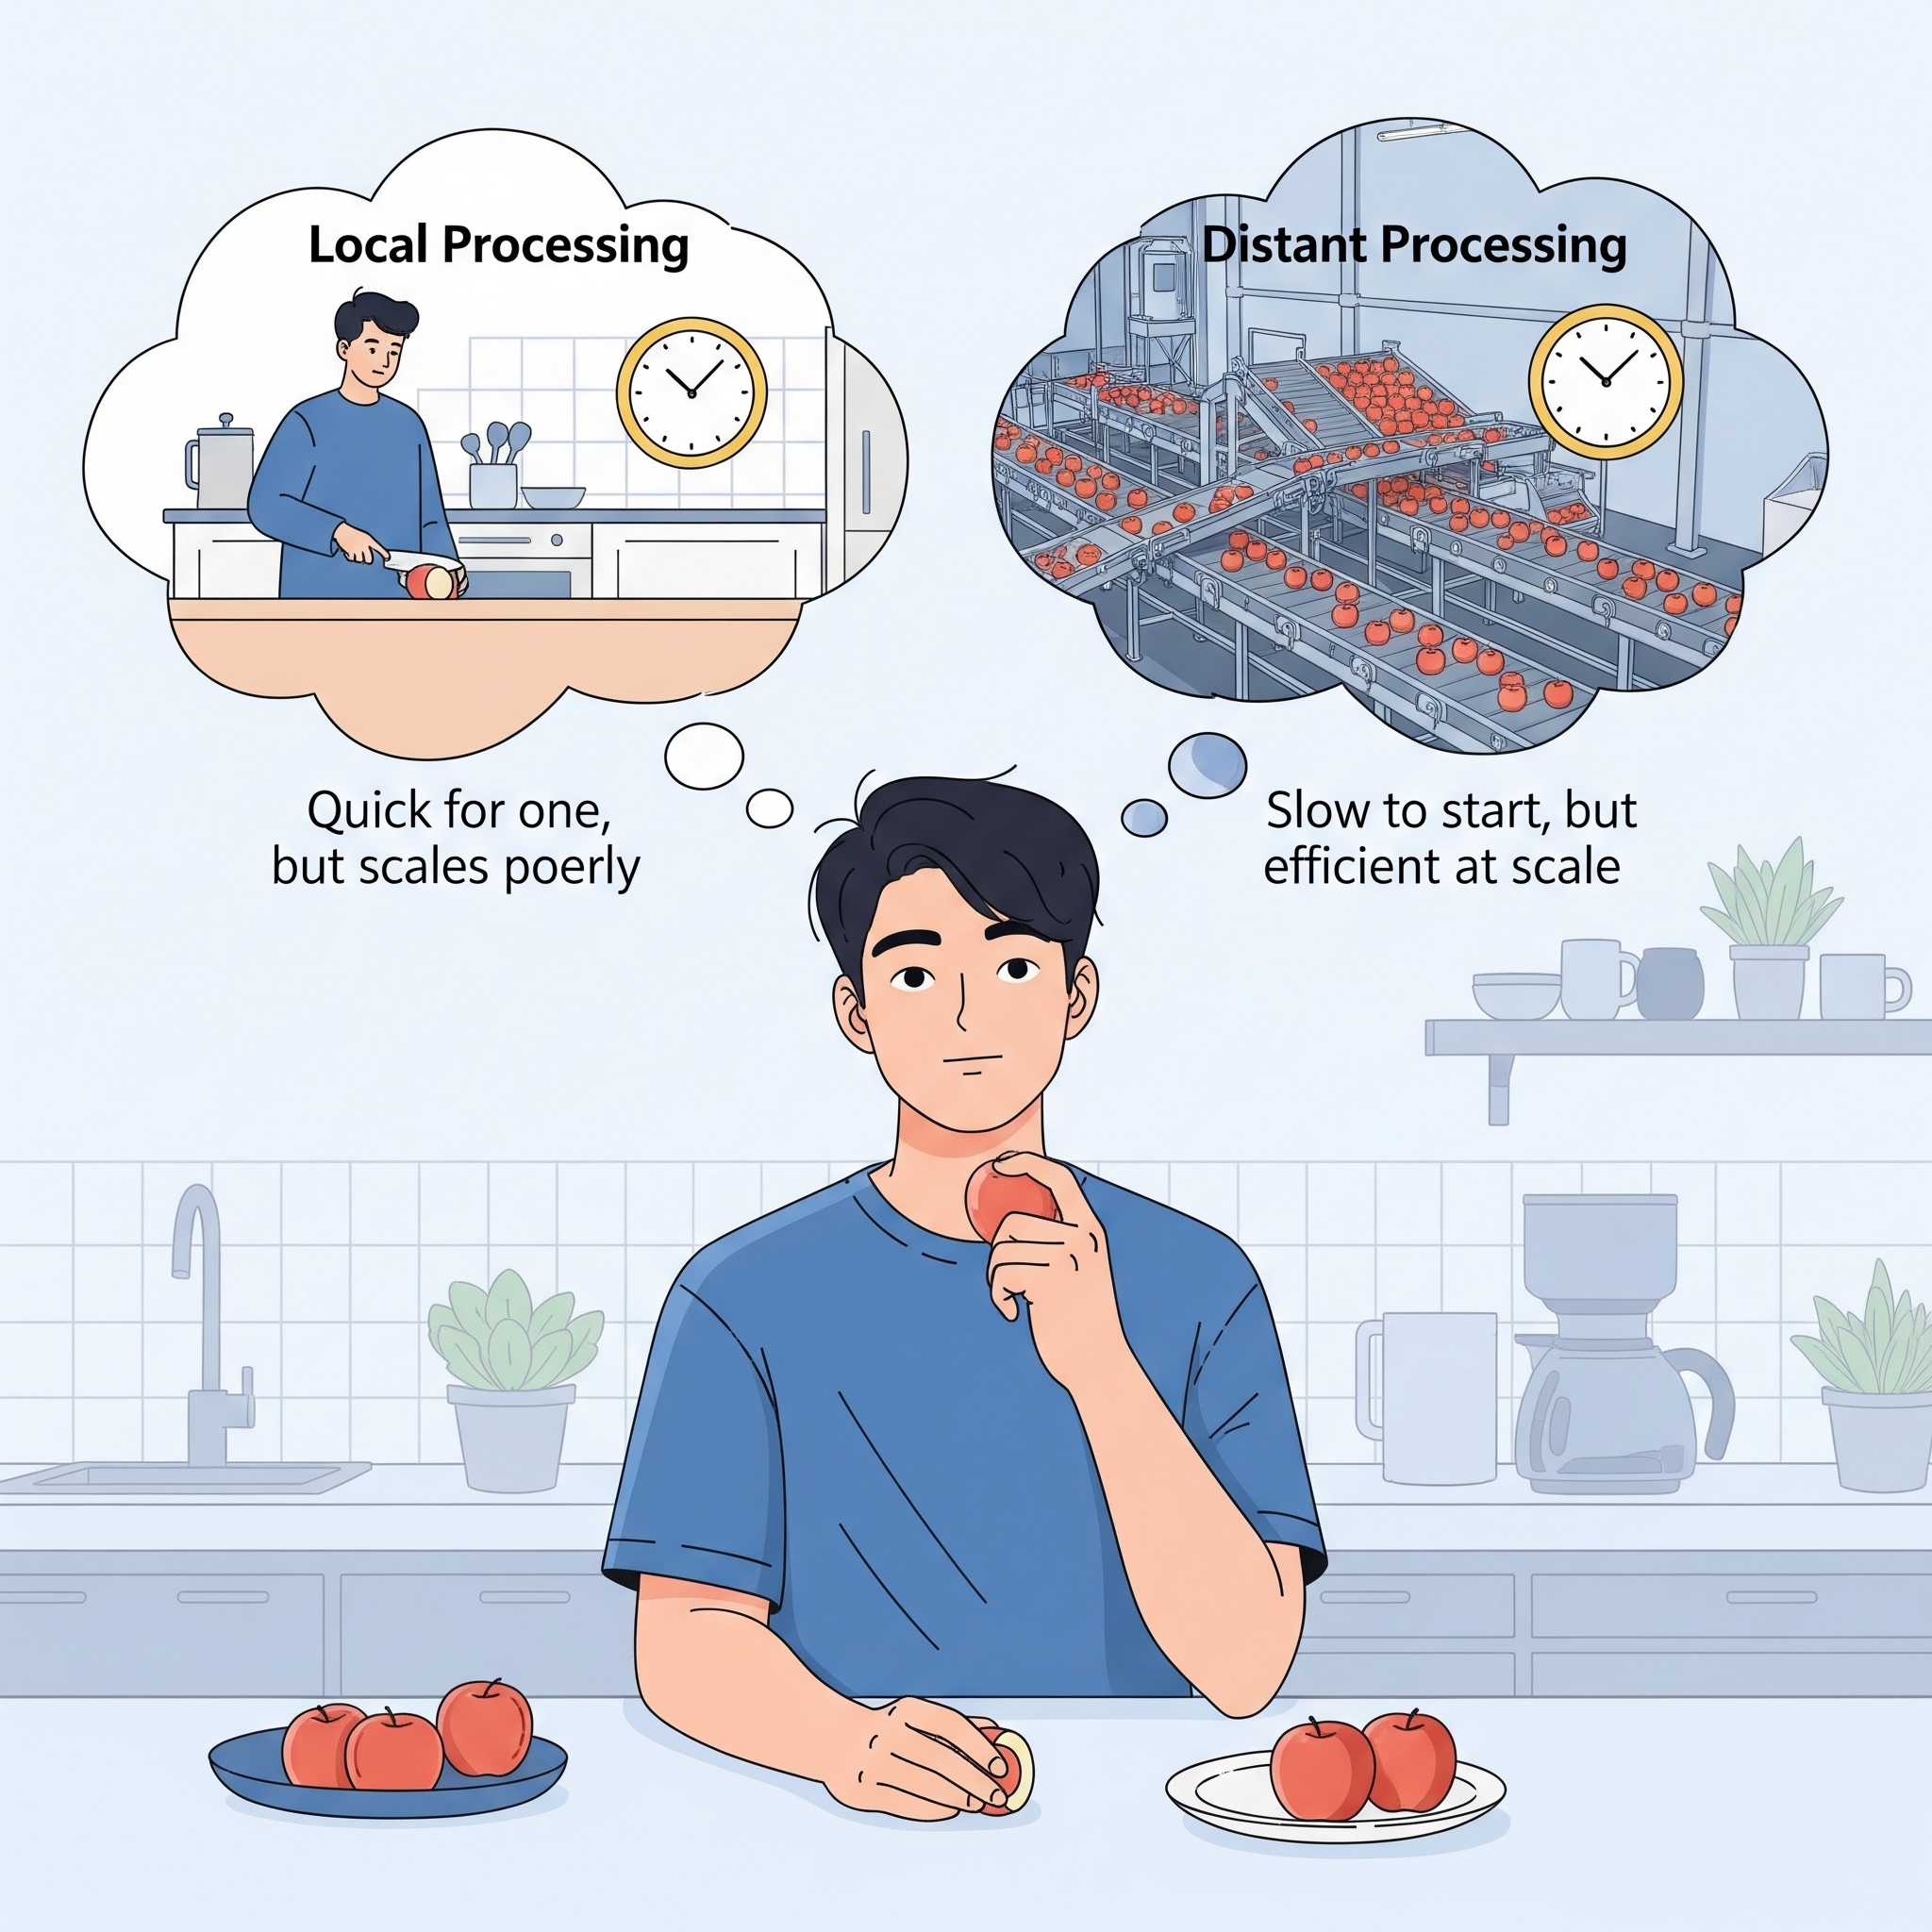 Local Processing
Distant Processing
Quick for one,
but scales poerly
Slow to start, but
efficient at scale